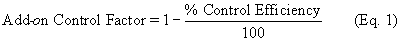 Add-on Control Factor = 1 − % Control Efficiency / 100 (Eq. 1)